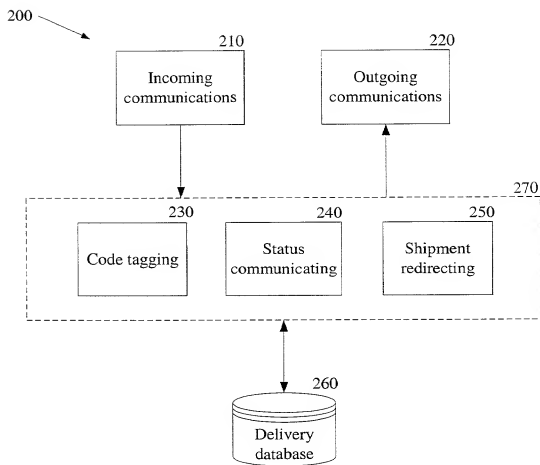 200
210
Incoming
communications
220
Outgoing
communications
270
230
Code tagging
240
Status
communicating
250
Shipment
redirecting
260
Delivery
database